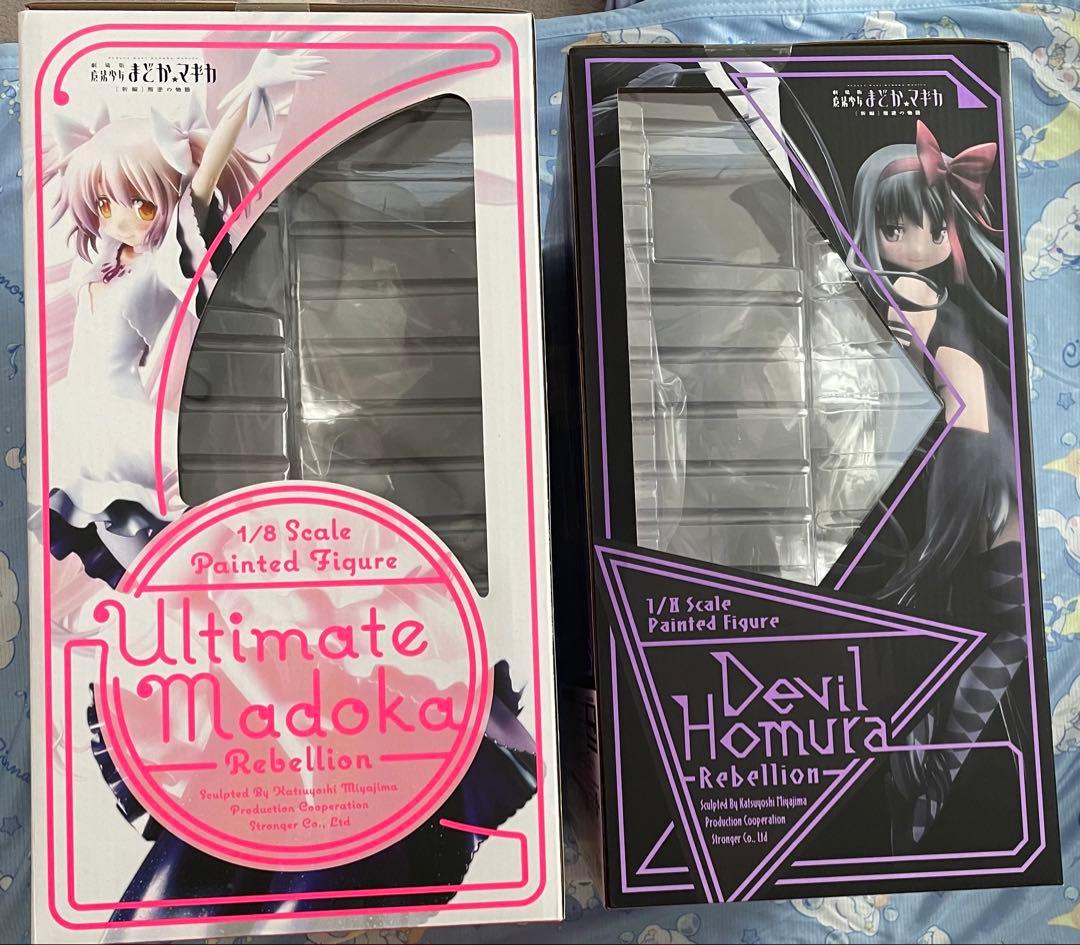 劇場版
魔法少女まどか☆マギカ
[新編] 叛逆の物語
1/8 Scale
Painted Figure
Ultimate
Madoka
Rebellion
Sculpted By Katsuyoshi Miyajima
Production Cooperation
Stronger Co., Ltd
劇場版
魔法少女まどか☆マギカ
[新編] 叛逆の物語
1/8 Scale
Painted Figure
Devil
Homura
-Rebellion-
Sculpted By Katsuyoshi Miyajima
Production Cooperation
Stronger Co., Ltd